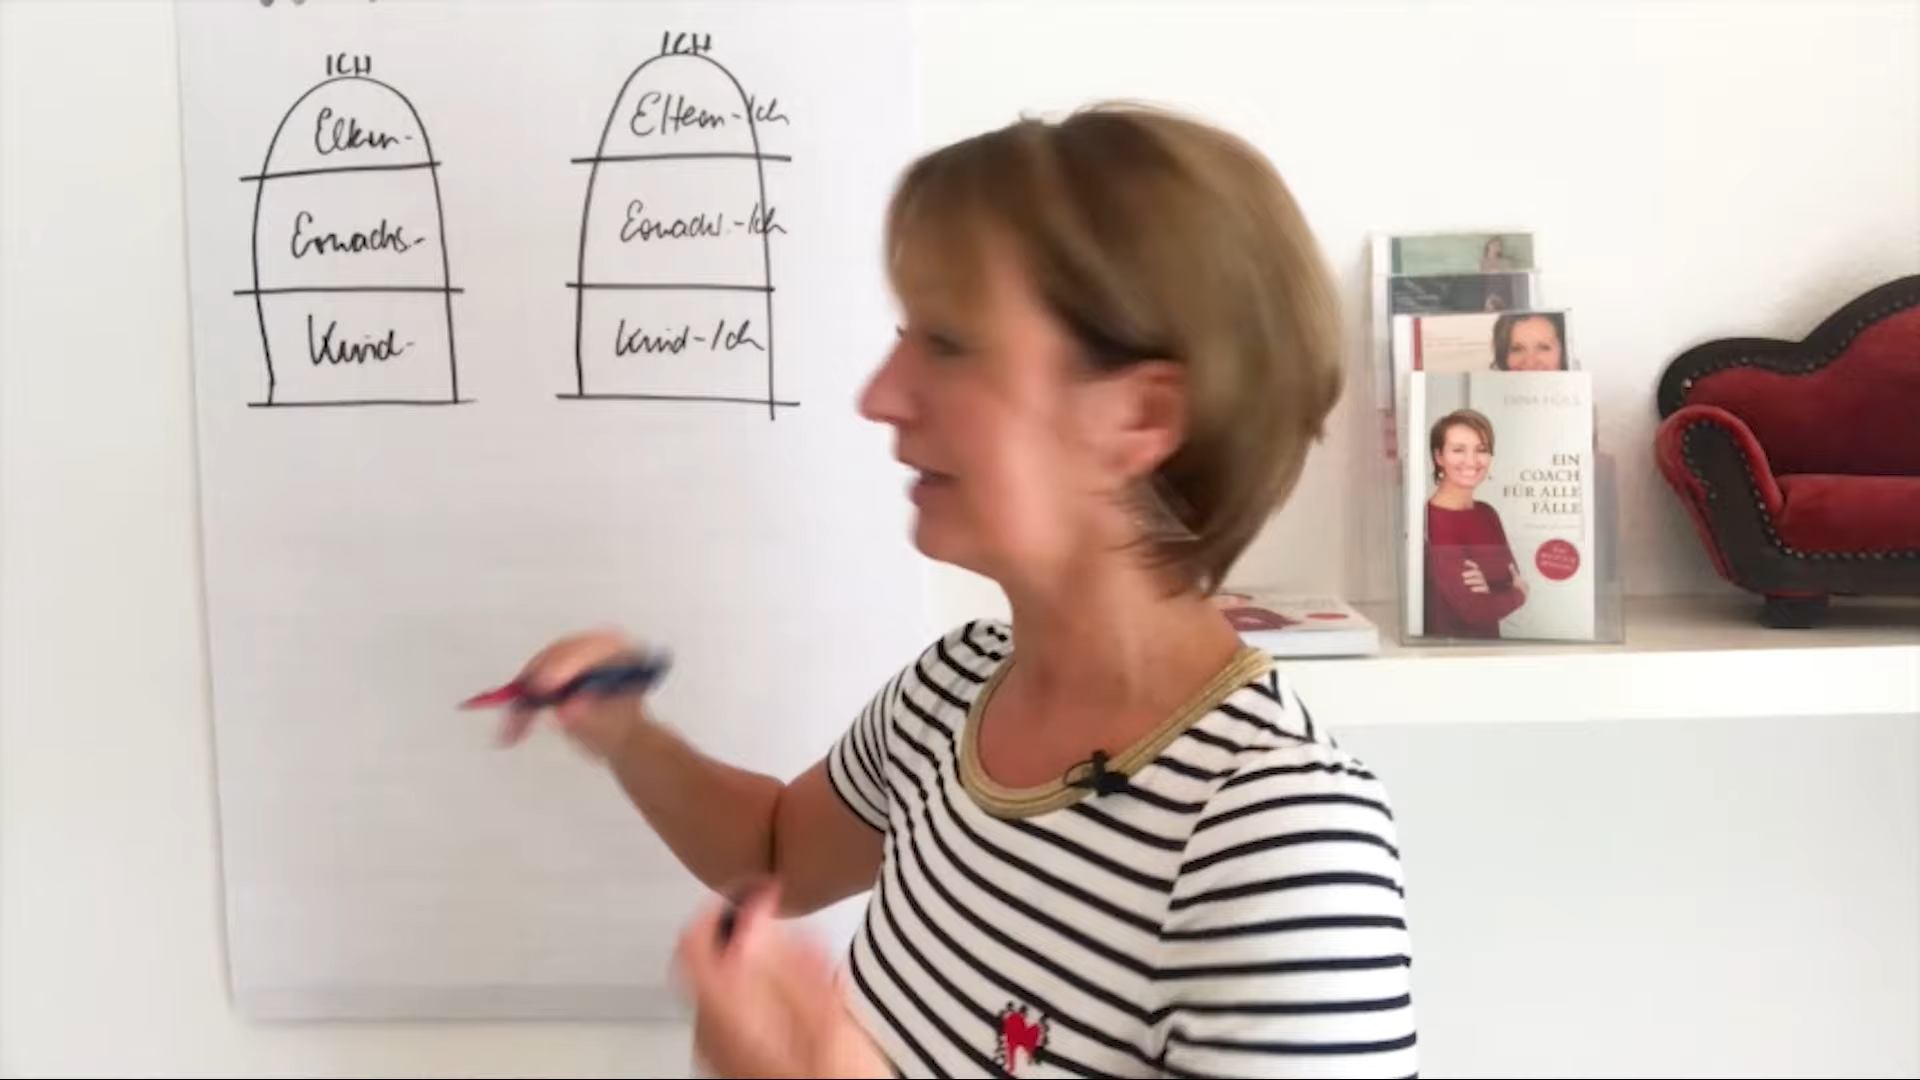 ICH
Eltern-
Erwachs-
Kind-
ICH
Eltern-Ich
Erwachs.-Ich
Kind-Ich
EIN
COACH
FÜR ALLE
FÄLLE